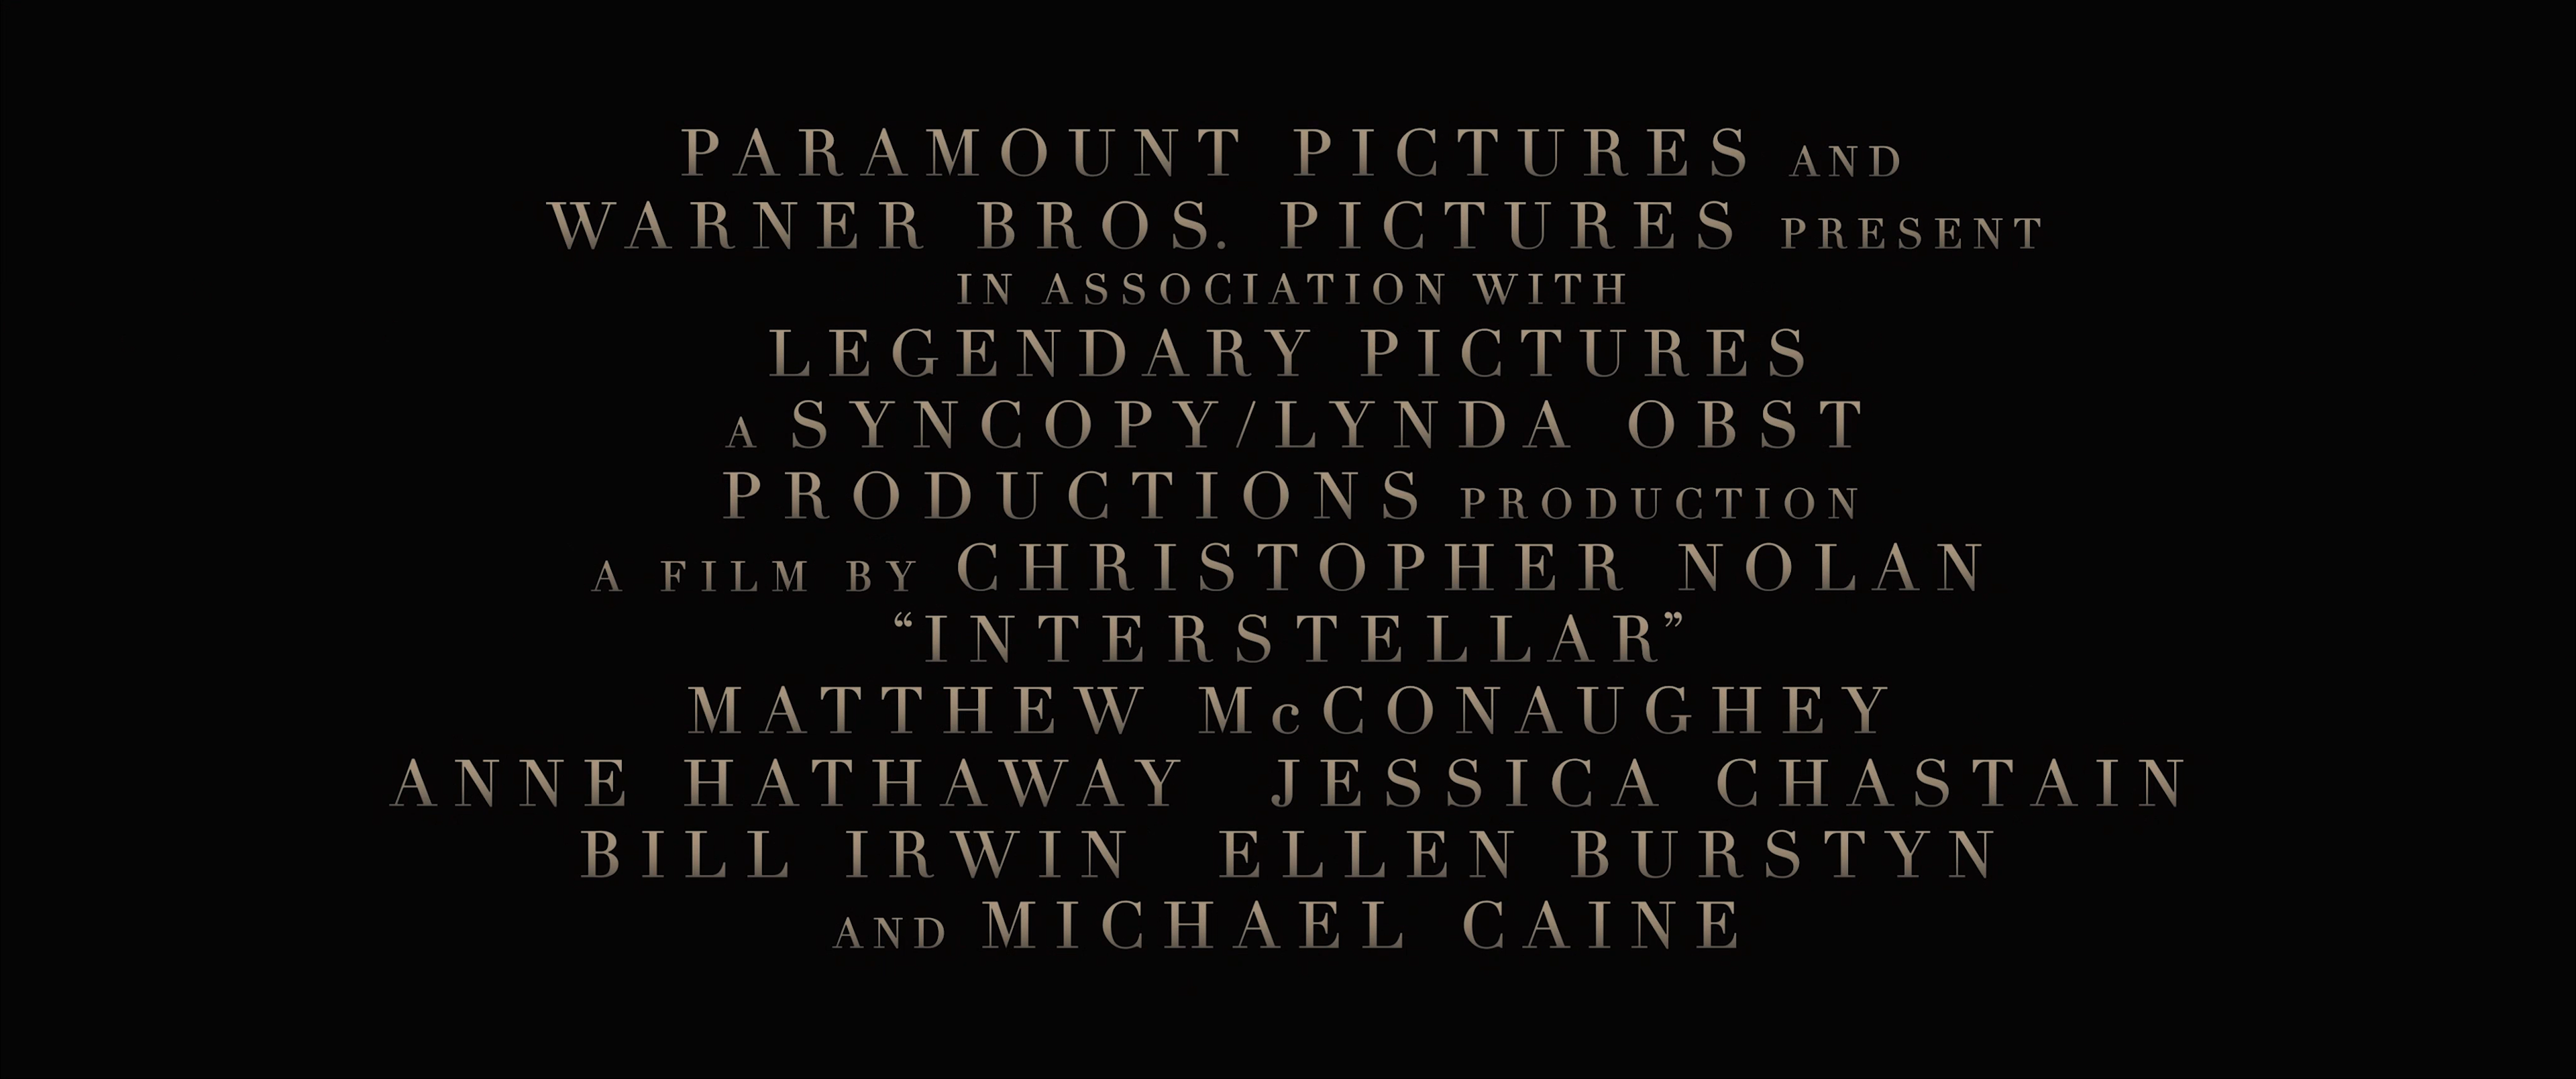 PARAMOUNT PICTURES AND
WARNER BROS. PICTURES PRESENT
IN ASSOCIATION WITH
LEGENDARY PICTURES
A SYNCOPY/LYNDA OBST
PRODUCTIONS PRODUCTION
A FILM BY CHRISTOPHER NOLAN
“INTERSTELLAR”
MATTHEW McCONAUGHEY
ANNE HATHAWAY JESSICA CHASTAIN
BILL IRWIN ELLEN BURSTYN
AND MICHAEL CAINE